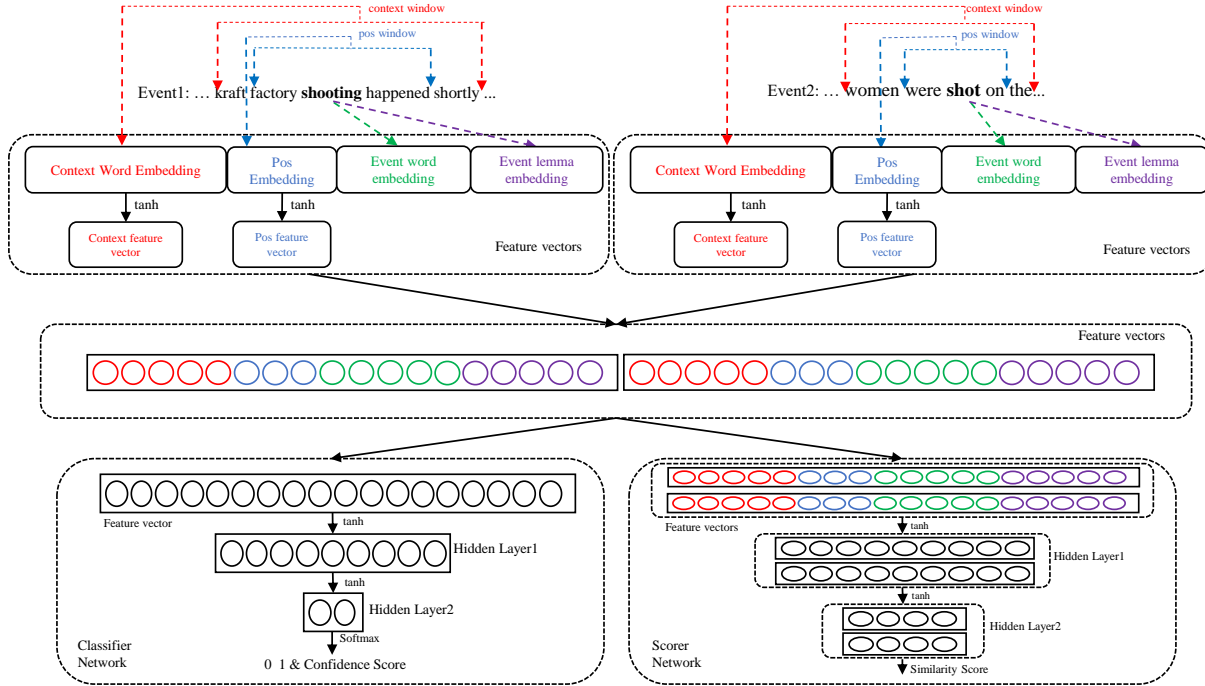 context window
pos window
Event1: … kraft factory shooting happened shortly ...
Context Word Embedding
Pos
Embedding
Event word
embedding
Event lemma
embedding
tanh
tanh
Context feature
vector
Pos feature
vector
Feature vectors
context window
pos window
Event2: … women were shot on the...
Context Word Embedding
Pos
Embedding
Event word
embedding
Event lemma
embedding
tanh
tanh
Context feature
vector
Pos feature
vector
Feature vectors
Feature vectors
Feature vector
tanh
Hidden Layer1
tanh
Hidden Layer2
Softmax
Classifier
Network
0 1 & Confidence Score
Feature vectors
tanh
Hidden Layer1
tanh
Hidden Layer2
Scorer
Network
Similarity Score